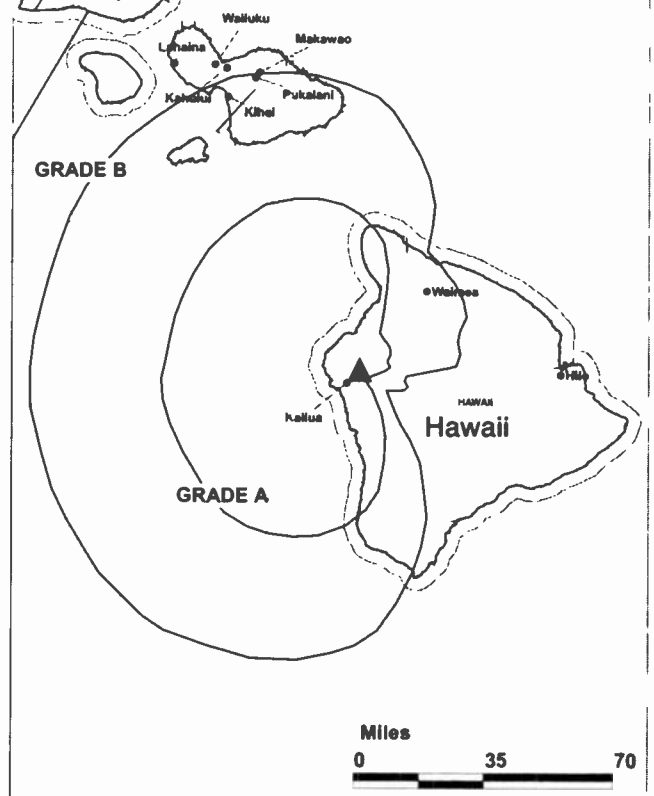 Wailuku
Makawao
Lahaina
Kahului
Pukalani
Kihei
GRADE B
Waimea
Hilo
HAWAII
Kailua
Hawaii
GRADE A
Miles
0 35 70